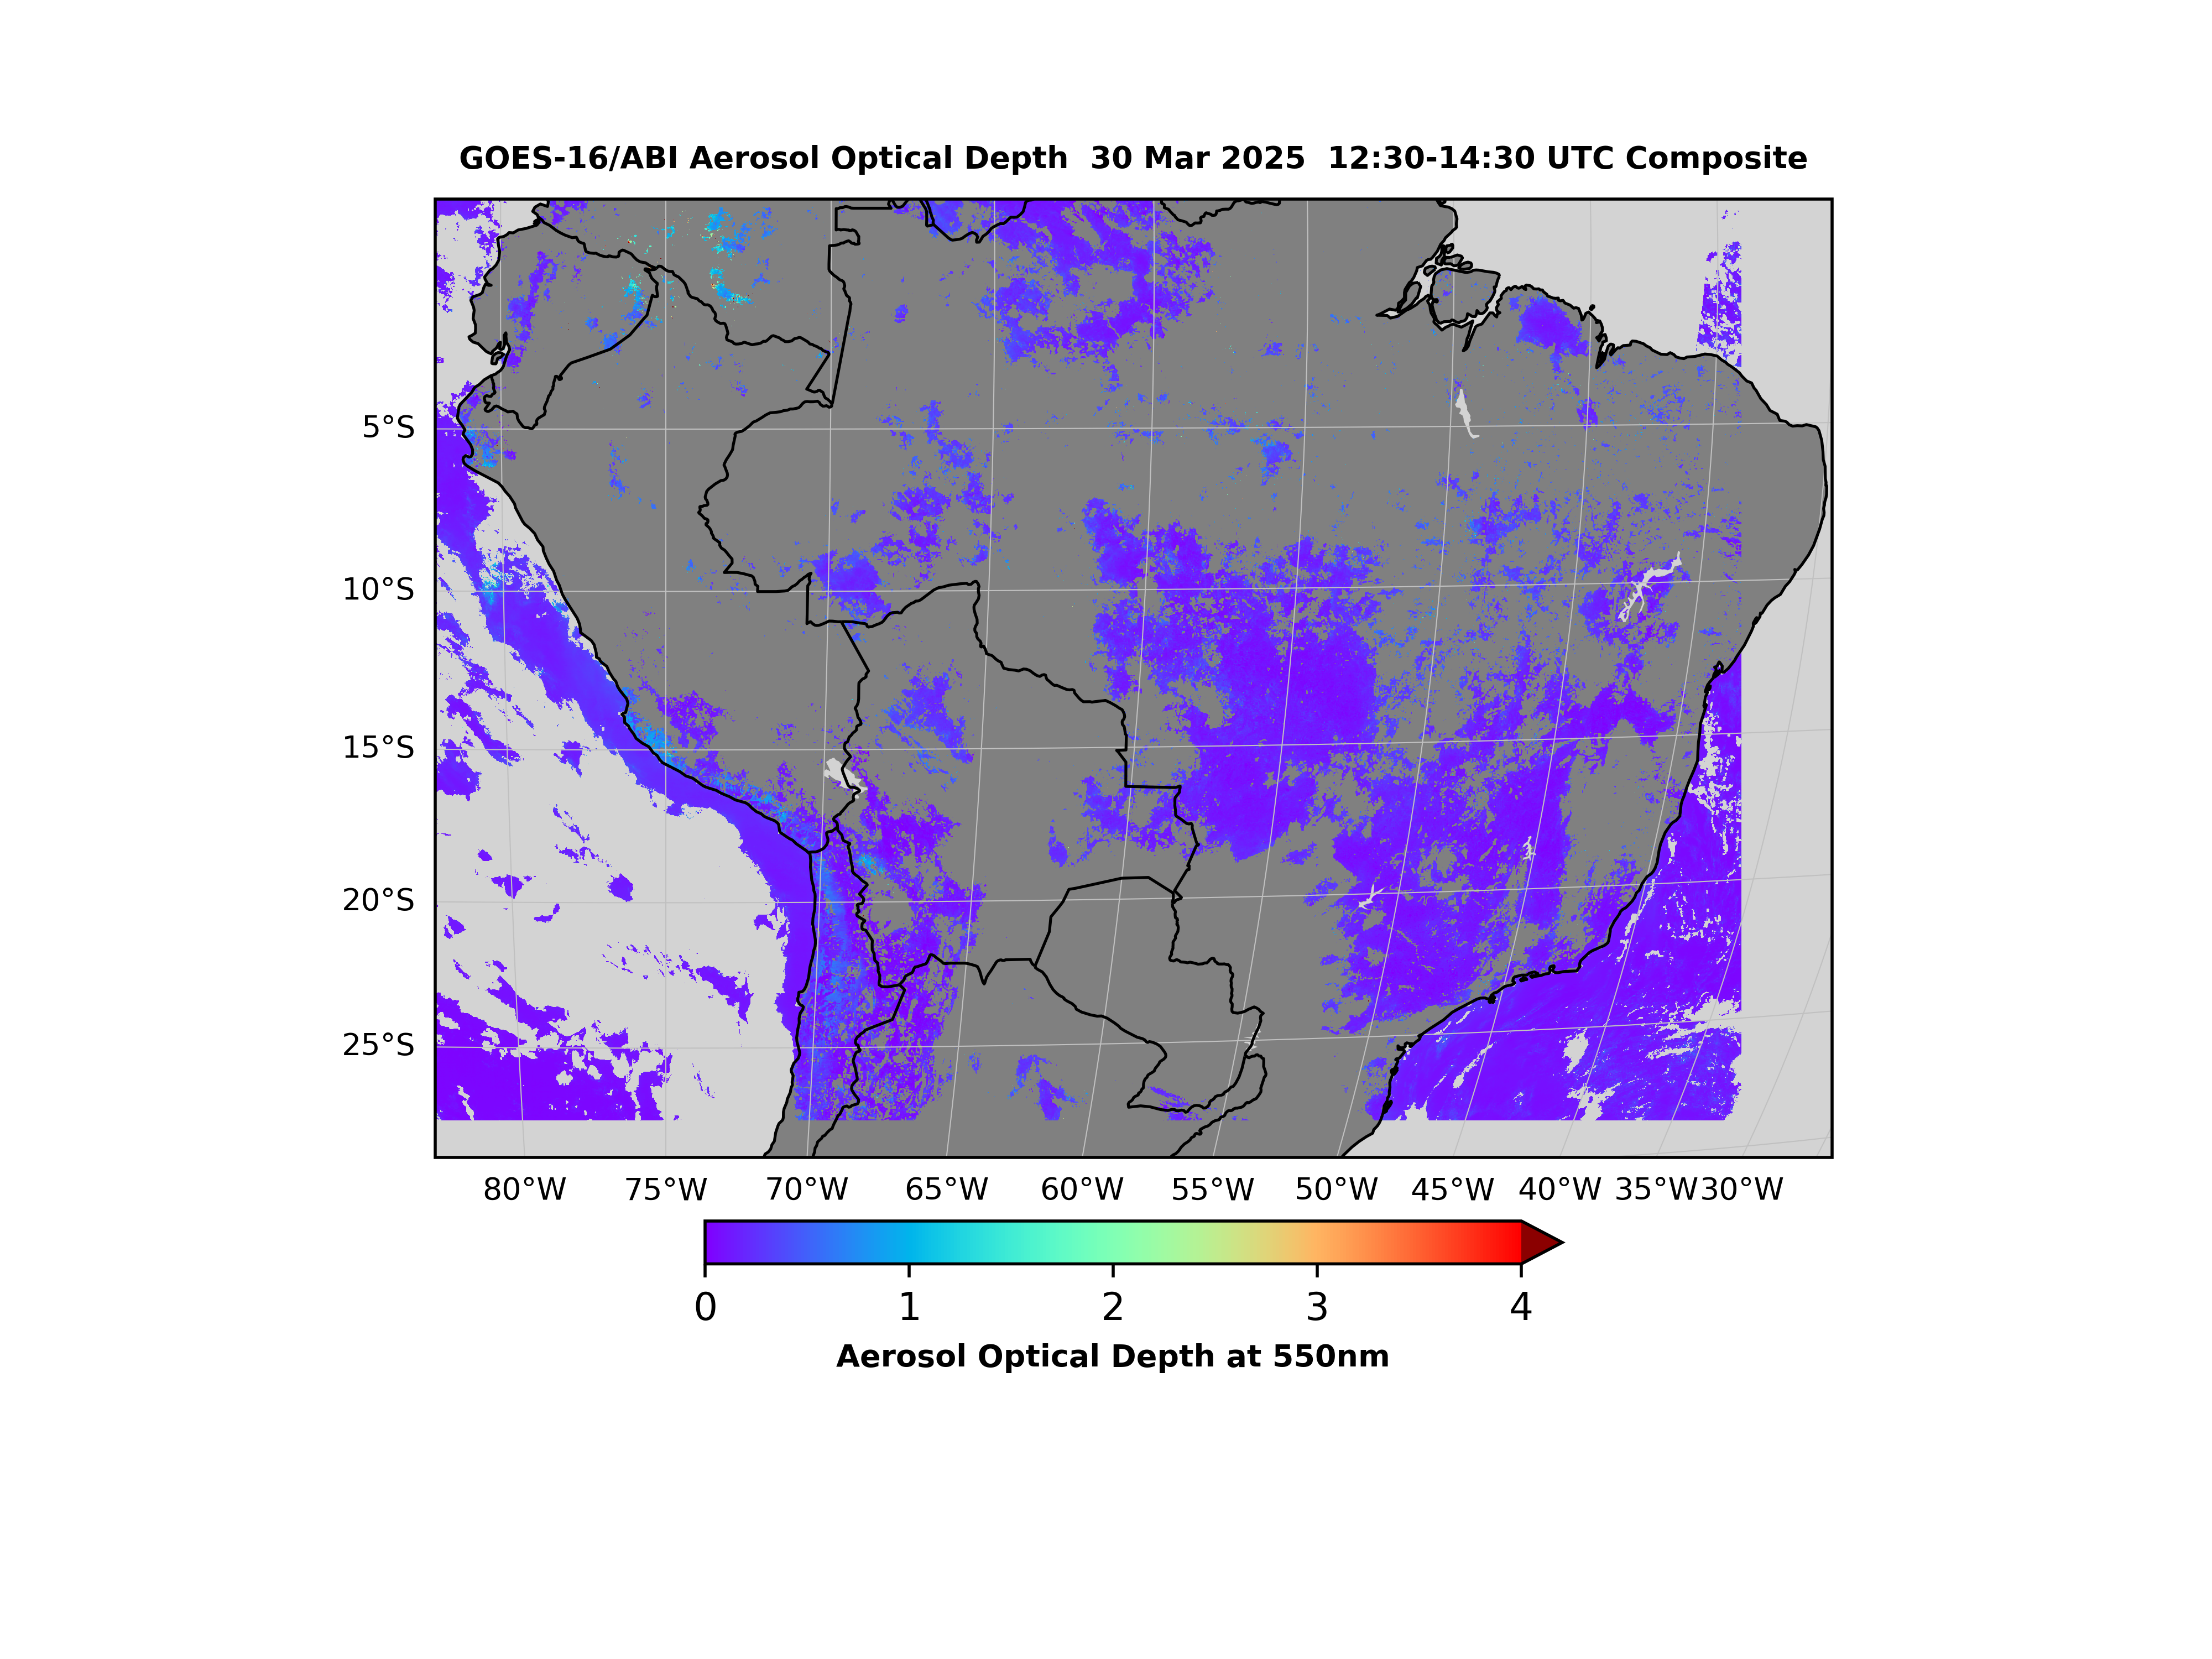 GOES-16/ABI Aerosol Optical Depth  30 Mar 2025  12:30-14:30 UTC Composite
5°S
10°S
15°S
20°S
25°S
80°W 75°W 70°W 65°W 60°W 55°W 50°W 45°W 40°W 35°W 30°W
0 1 2 3 4
Aerosol Optical Depth at 550nm